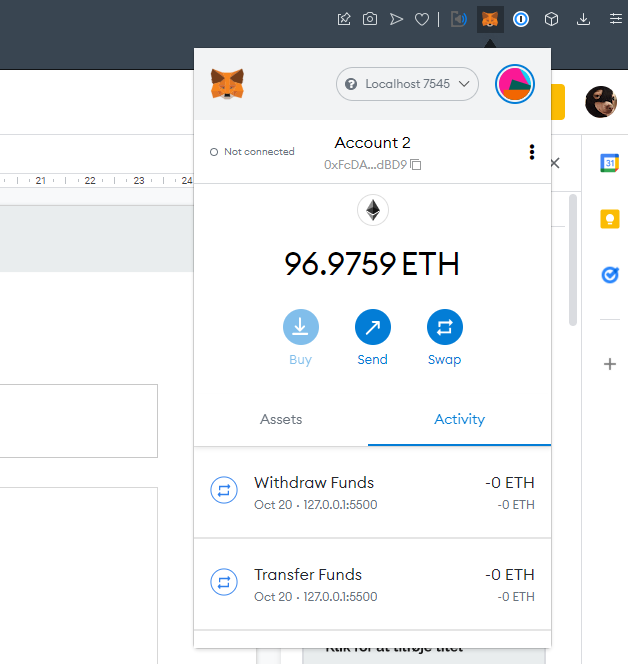 Localhost 7545
Not connected
Account 2
0xFcDA...dBD9
21 22 23 24
31
96.9759 ETH
Buy
Send
Swap
Assets
Activity
Withdraw Funds
-0 ETH
Oct 20 · 127.0.0.1:5500
-0 ETH
Transfer Funds
-0 ETH
Oct 20 · 127.0.0.1:5500
-0 ETH
Klik for at tilføje titel